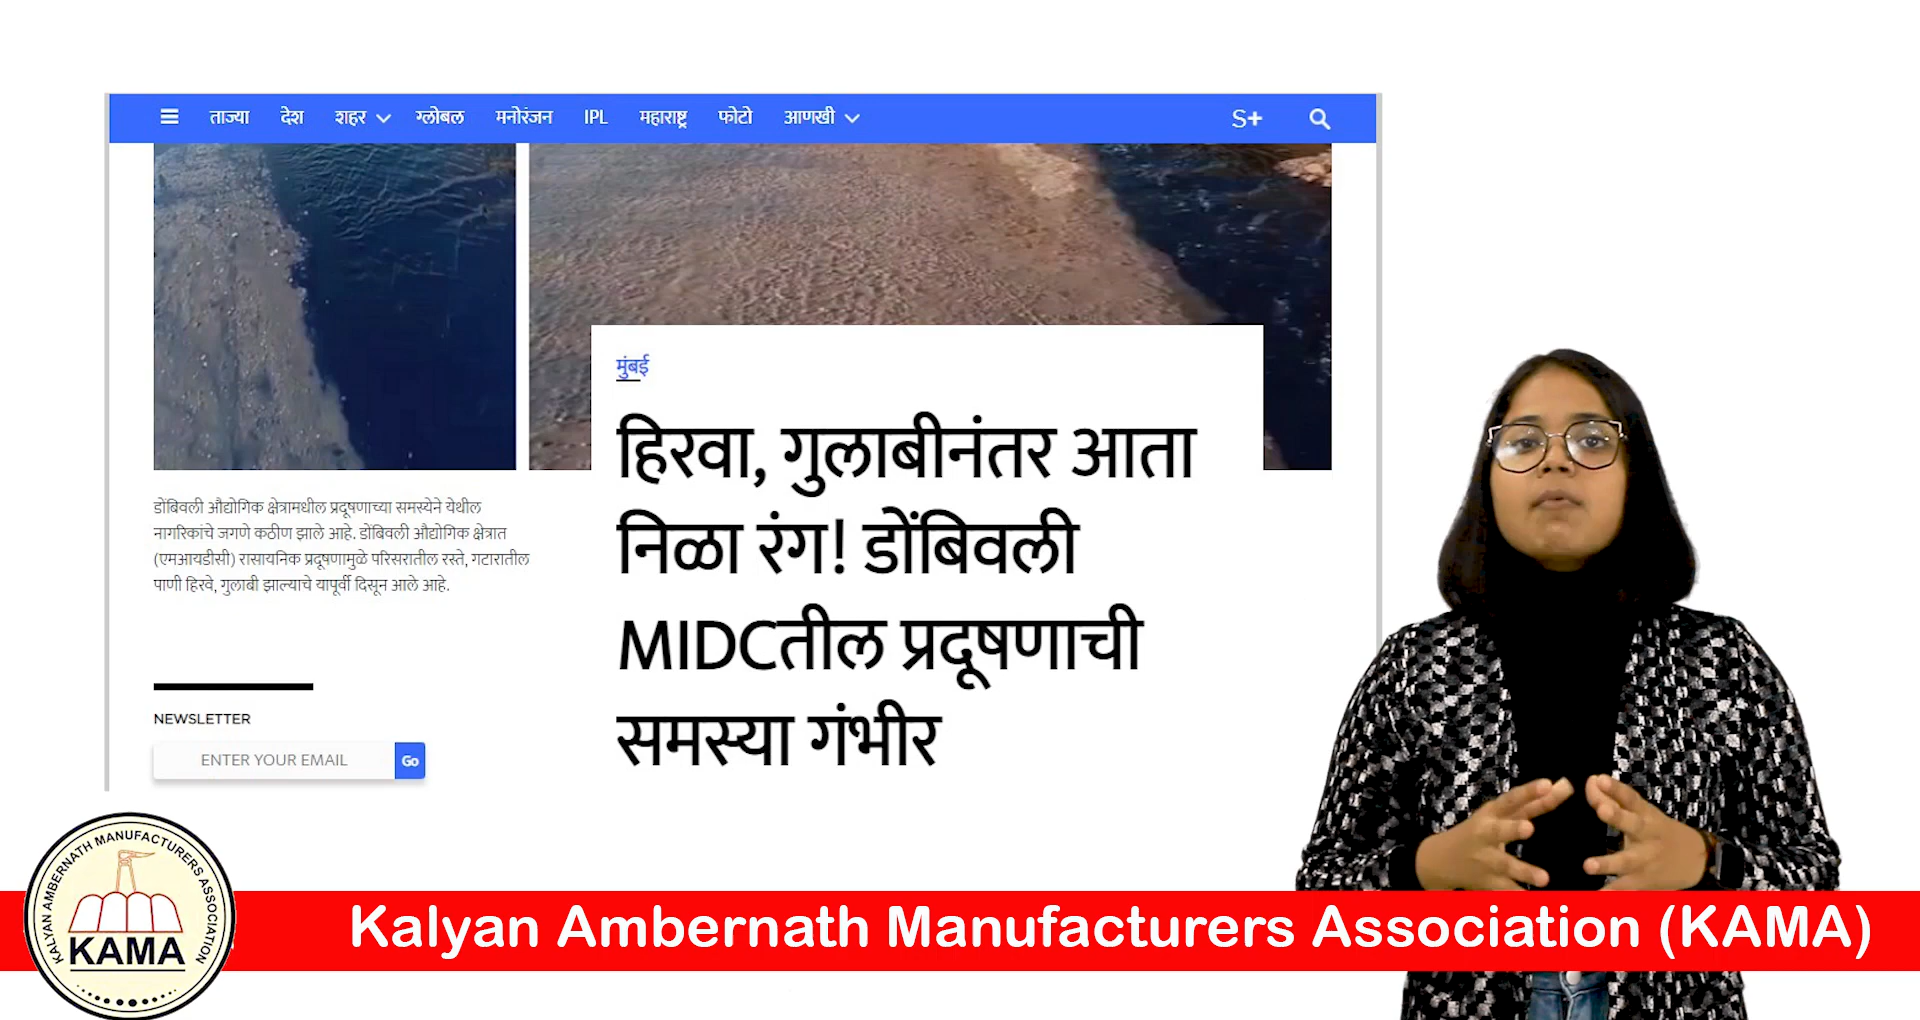 ताज्या देश शहर ग्लोबल मनोरंजन IPL महाराष्ट्र फोटो आणखी S+
मुंबई
हिरवा, गुलाबीनंतर आता
निळा रंग! डोंबिवली
MIDCतील प्रदूषणाची
समस्या गंभीर
डोंबिवली औद्योगिक क्षेत्रामधील प्रदूषणाच्या समस्येने येथील
नागरिकांचे जगणे कठीण झाले आहे. डोंबिवली औद्योगिक क्षेत्रात
(एमआयडीसी) रासायनिक प्रदूषणामुळे परिसरातील रस्ते, गटारातील
पाणी हिरवे, गुलाबी झाल्याचे यापूर्वी दिसून आले आहे.
NEWSLETTER
ENTER YOUR EMAIL Go
KALYAN AMBERNATH MANUFACTURERS ASSOCIATION
KAMA
Kalyan Ambernath Manufacturers Association (KAMA)